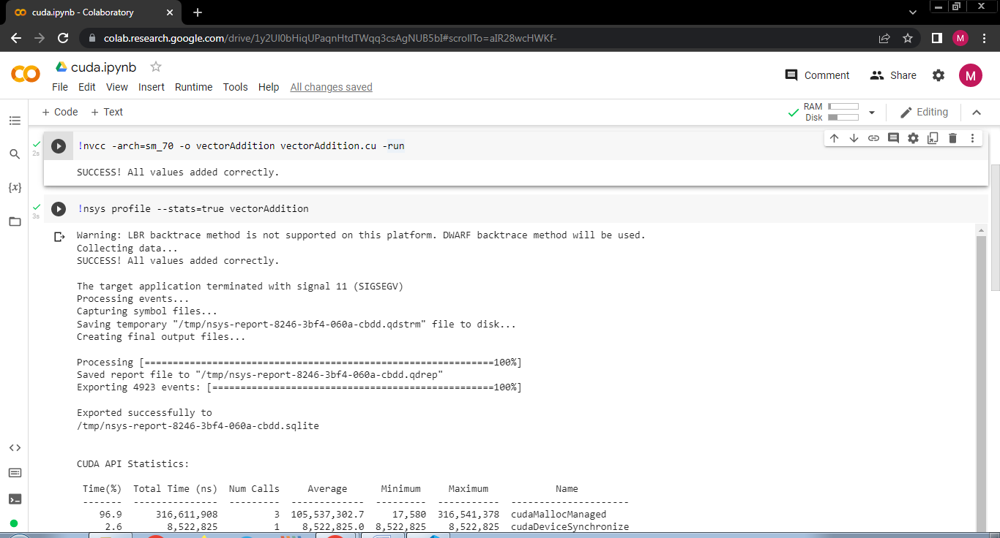 cuda.ipynb - Colaboratory
colab.research.google.com/drive/1y2Ul0bHiqUPaqnHtdTWqq3csAgNUB5bI#scrollTo=aIR28wcHWKf-
M
cuda.ipynb
Comment
Share
M
File Edit View Insert Runtime Tools Help All changes saved
+ Code + Text
RAM
Disk
Editing
!nvcc -arch=sm_70 -o vectorAddition vectorAddition.cu -run
2s
SUCCESS! All values added correctly.
{x}
!nsys profile --stats=true vectorAddition
3s
Warning: LBR backtrace method is not supported on this platform. DWARF backtrace method will be used.
Collecting data...
SUCCESS! All values added correctly.
The target application terminated with signal 11 (SIGSEGV)
Processing events...
Capturing symbol files...
Saving temporary "/tmp/nsys-report-8246-3bf4-060a-cbdd.qdstrm" file to disk...
Creating final output files...
Processing [==============================================================100%]
Saved report file to "/tmp/nsys-report-8246-3bf4-060a-cbdd.qdrep"
Exporting 4923 events: [==================================================100%]
Exported successfully to
/tmp/nsys-report-8246-3bf4-060a-cbdd.sqlite
CUDA API Statistics:
Time(%) Total Time (ns) Num Calls Average Minimum Maximum Name
------- --------------- --------- ------------- --------- ----------- ---------------------
96.9 316,611,908 3 105,537,302.7 17,580 316,541,378 cudaMallocManaged
2.6 8,522,825 1 8,522,825.0 8,522,825 8,522,825 cudaDeviceSynchronize